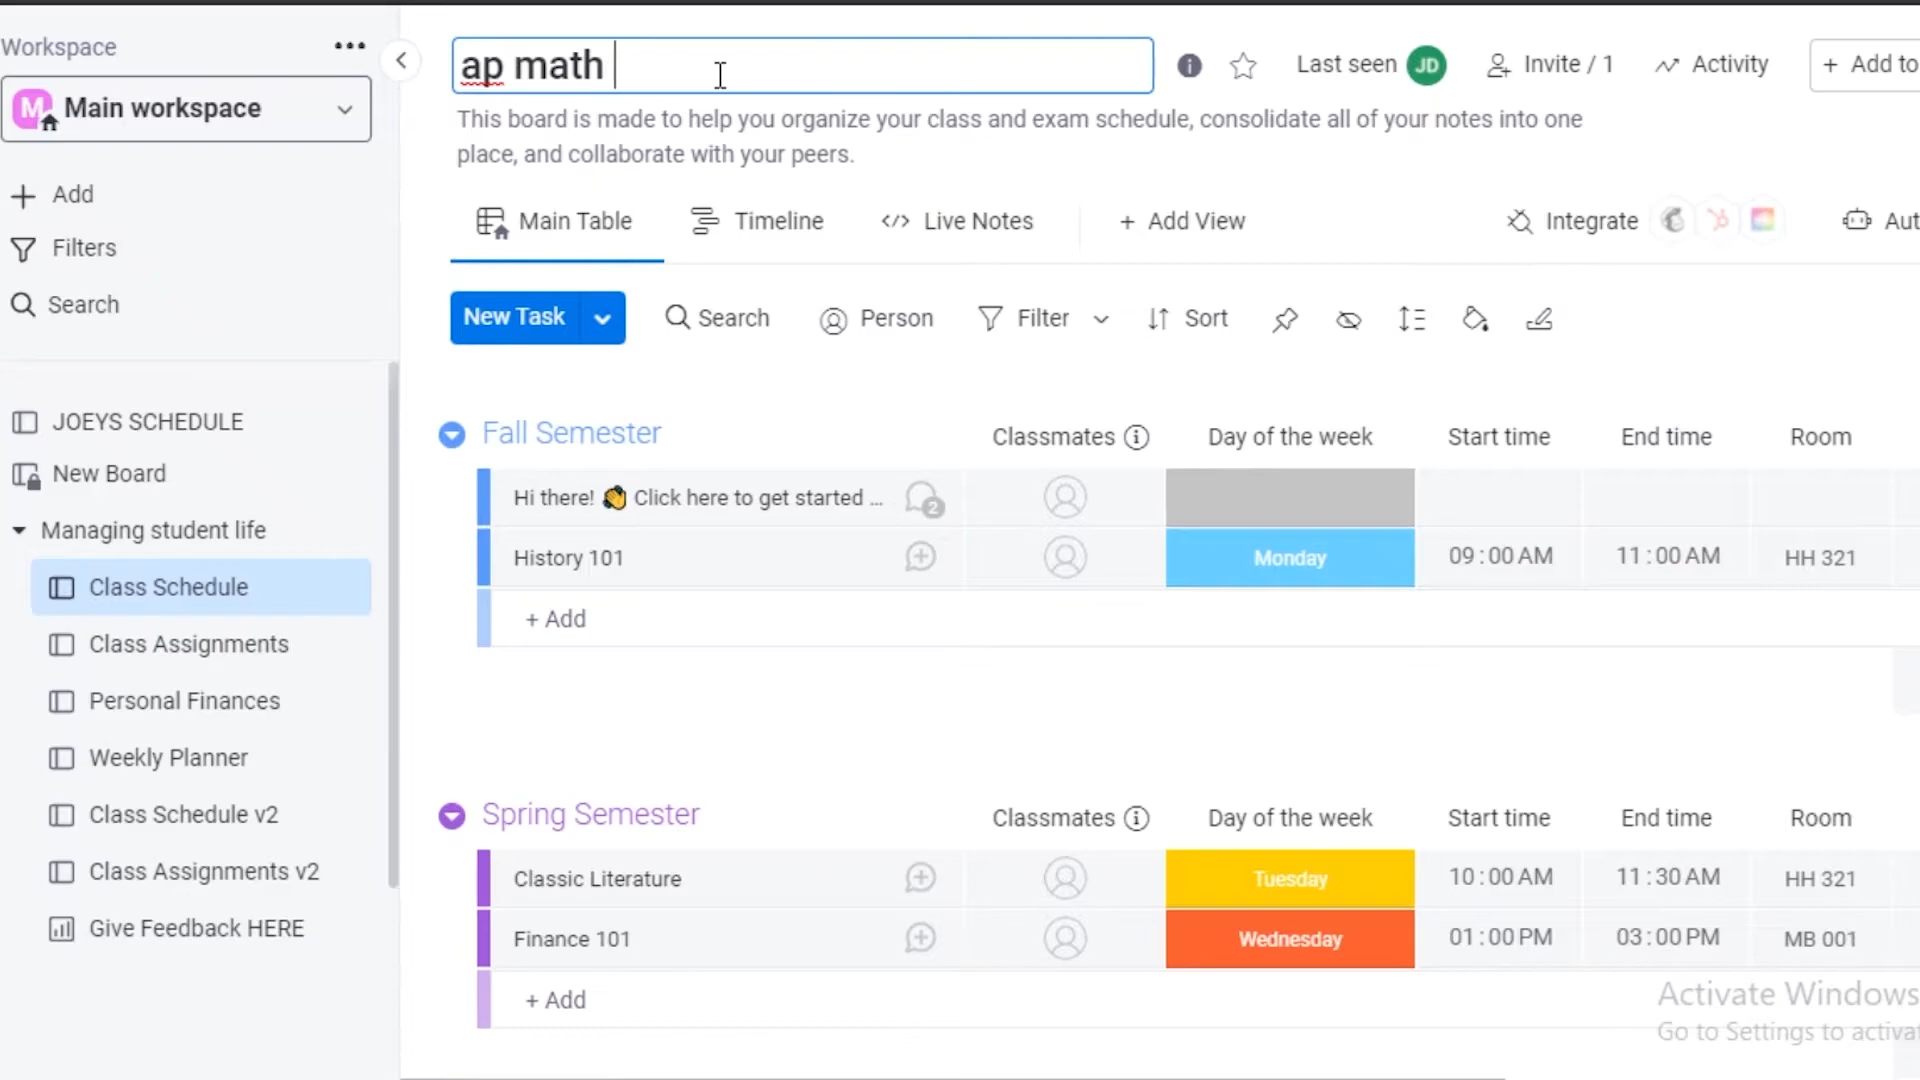 Workspace
M Main workspace
Add
Filters
Search
JOEYS SCHEDULE
New Board
Managing student life
Class Schedule
Class Assignments
Personal Finances
Weekly Planner
Class Schedule v2
Class Assignments v2
Give Feedback HERE
ap math
Last seen JD Invite / 1 Activity + Add to
This board is made to help you organize your class and exam schedule, consolidate all of your notes into one
place, and collaborate with your peers.
Main Table Timeline Live Notes + Add View Integrate Aut
New Task Search Person Filter Sort
Fall Semester Classmates Day of the week Start time End time Room
Hi there! 👏 Click here to get started ... 2
History 101 Monday 09:00 AM 11:00 AM HH 321
+ Add
Spring Semester Classmates Day of the week Start time End time Room
Classic Literature Tuesday 10:00 AM 11:30 AM HH 321
Finance 101 Wednesday 01:00 PM 03:00 PM MB 001
+ Add
Activate Windows
Go to Settings to activat